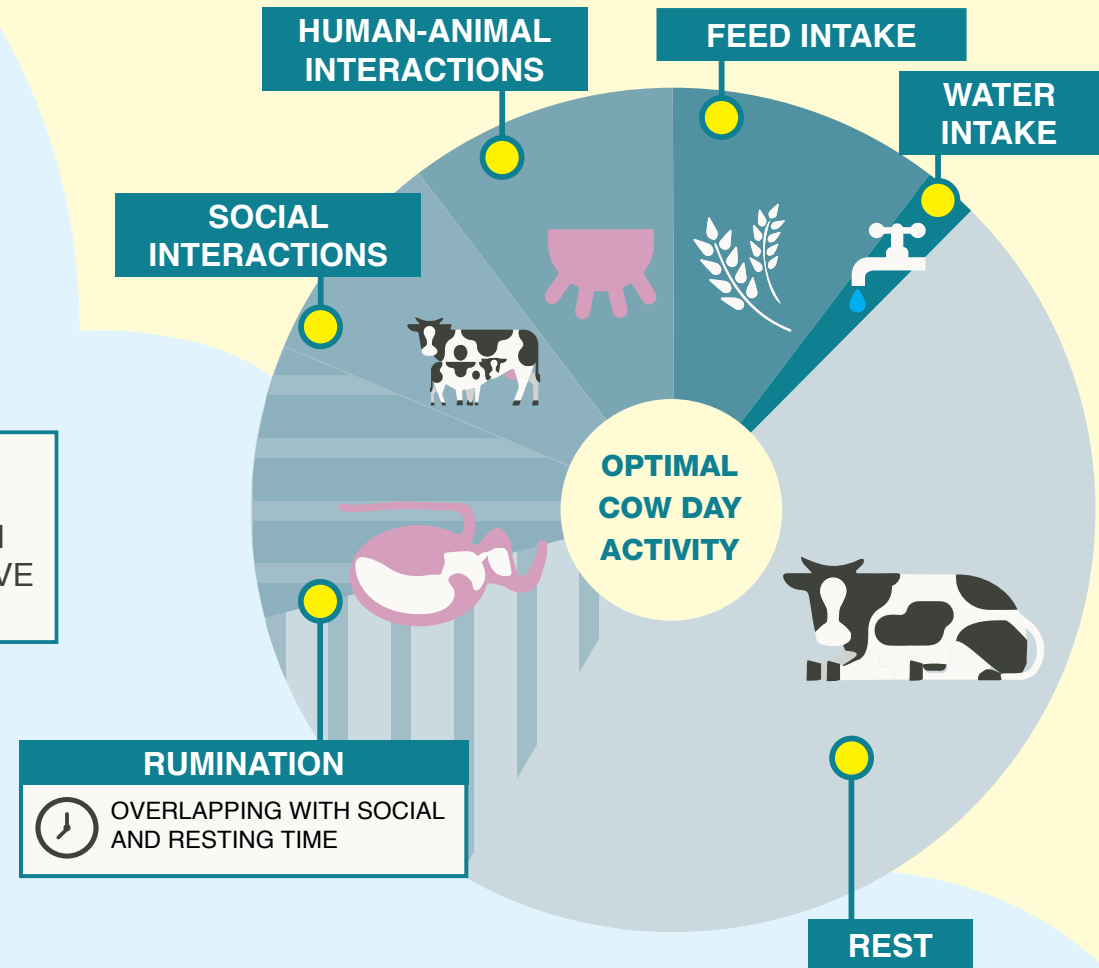 HUMAN-ANIMAL
INTERACTIONS
FEED INTAKE
WATER
INTAKE
SOCIAL
INTERACTIONS
OPTIMAL
COW DAY
ACTIVITY
VE
RUMINATION
OVERLAPPING WITH SOCIAL
AND RESTING TIME
REST